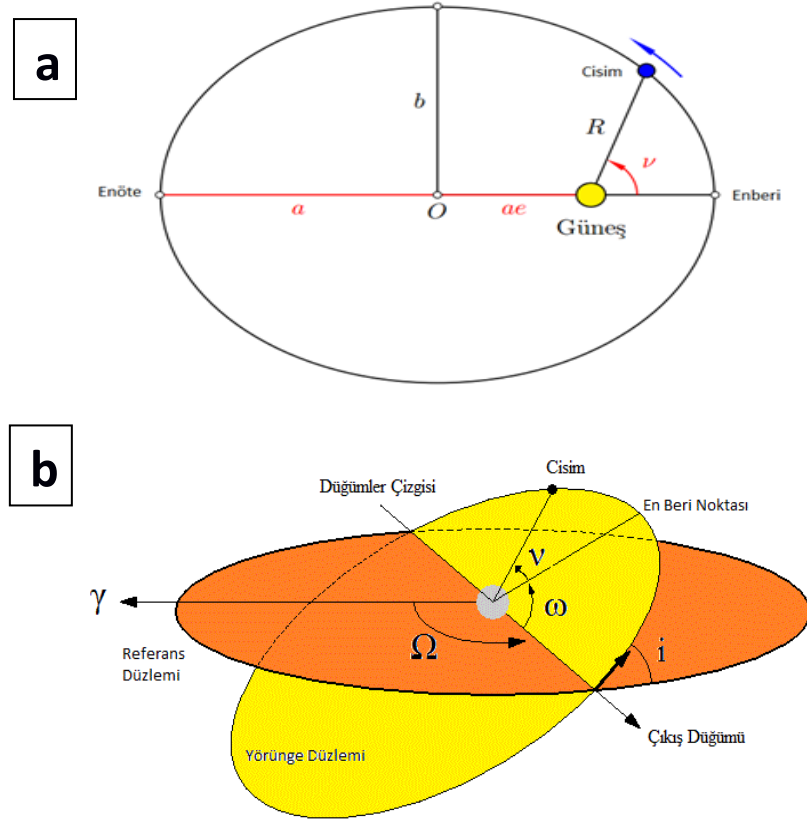 a
Cisim
b
R
ν
Enöte
Enberi
a
O
ae
Güneş
b
Cisim
Düğümler Çizgisi
En Beri Noktası
ν
γ
ω
Ω
i
Referans
Düzlemi
Çıkış Düğümü
Yörünge Düzlemi